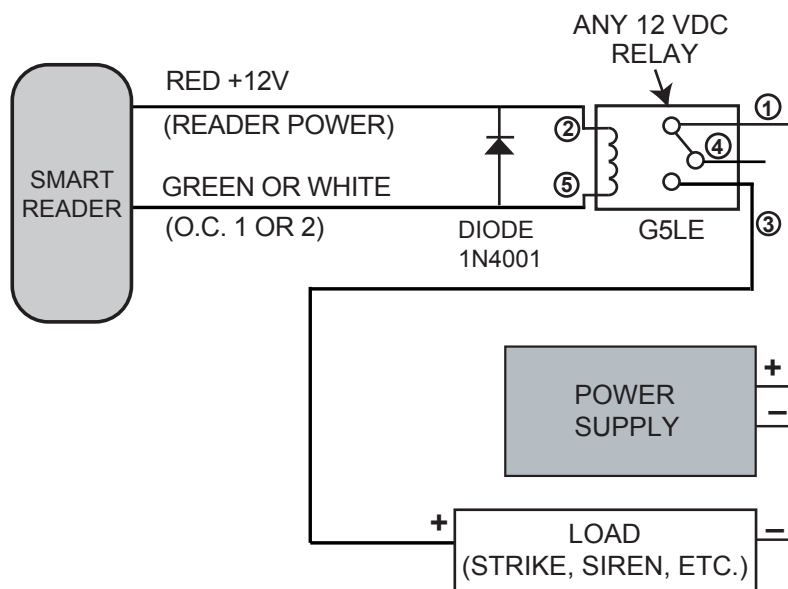 ANY 12 VDC
RELAY
RED +12V
(READER POWER)
SMART
READER
GREEN OR WHITE
(O.C. 1 OR 2)
DIODE
1N4001
2
5
1
4
3
G5LE
POWER
SUPPLY
+
−
+
LOAD
(STRIKE, SIREN, ETC.)
−